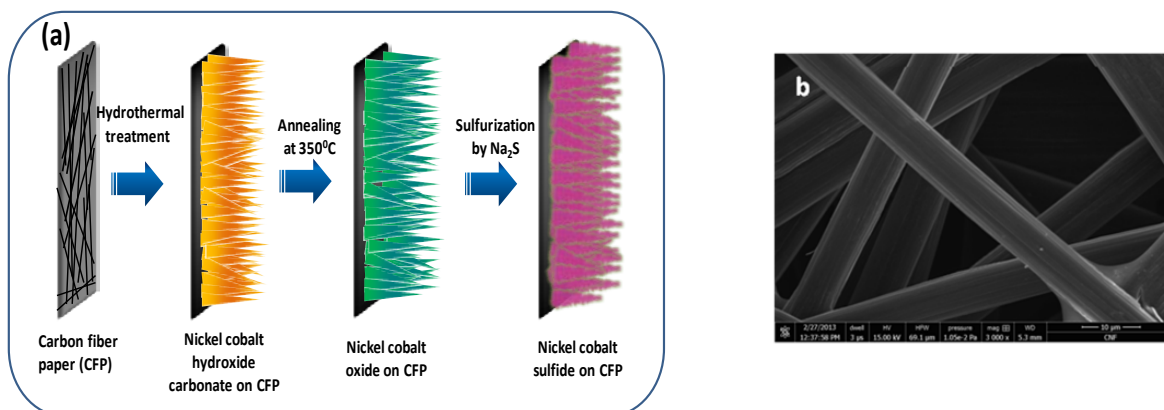 (a)
Hydrothermal
treatment
Annealing
at 350⁰C
Sulfurization
by Na₂S
Carbon fiber
paper (CFP)
Nickel cobalt
hydroxide
carbonate on CFP
Nickel cobalt
oxide on CFP
Nickel cobalt
sulfide on CFP
b
2/27/2013 dwell HV HFW pressure mag WD 10 µm
12:37:58 PM 3 µs 15.00 kV 69.1 µm 1.05e-2 Pa 3 000 x 5.3 mm CNF